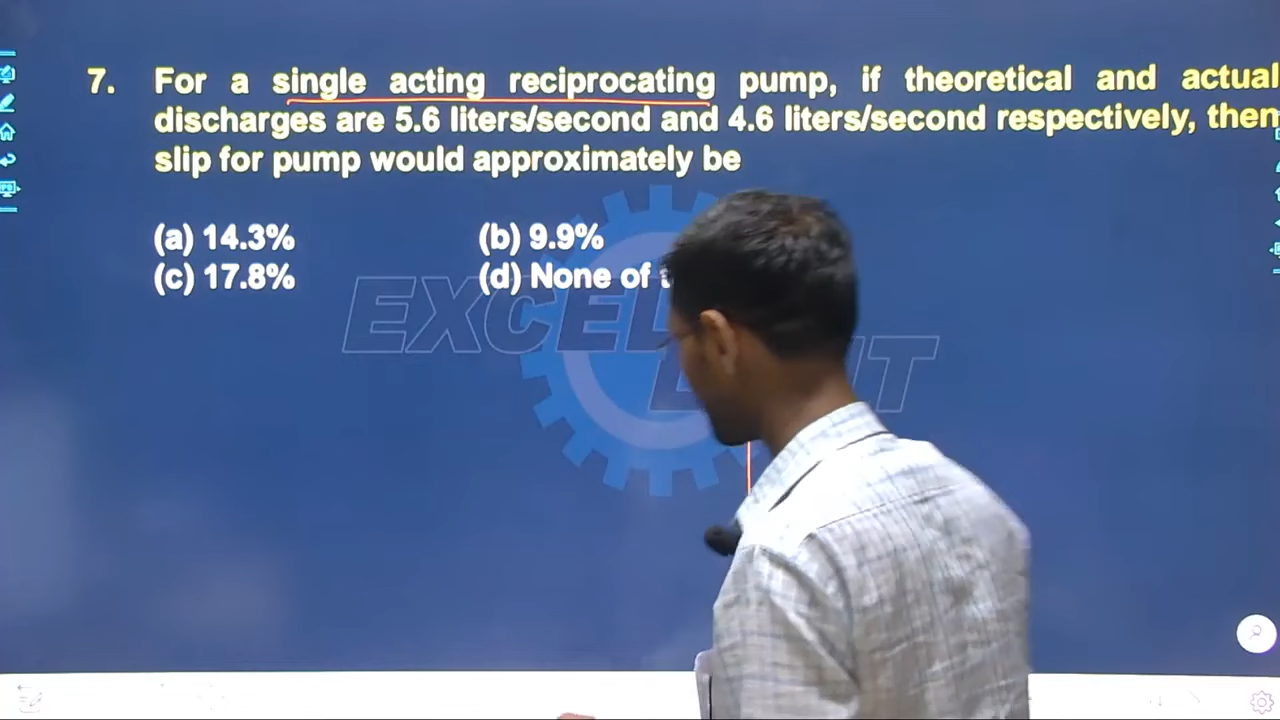 7. For a single acting reciprocating pump, if theoretical and actual
discharges are 5.6 liters/second and 4.6 liters/second respectively, then
slip for pump would approximately be
(a) 14.3% (b) 9.9%
(c) 17.8% (d) None of
EXCEL